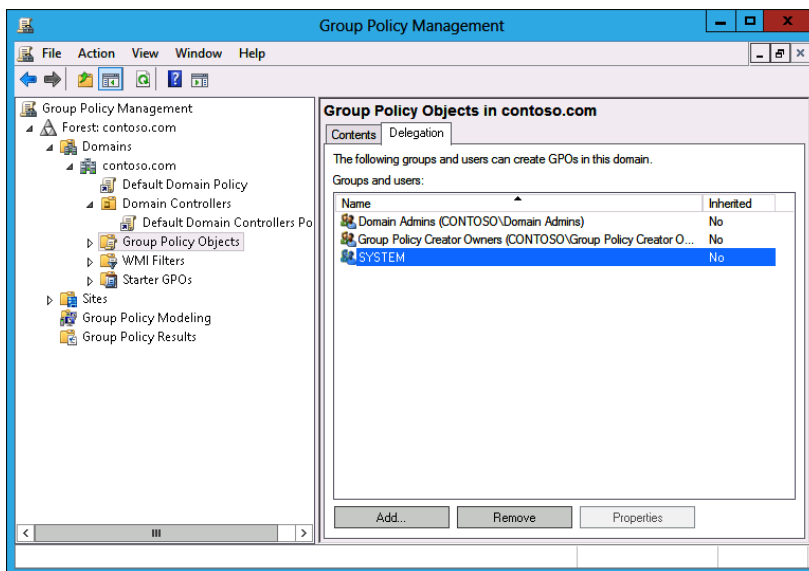 Group Policy Management
File Action View Window Help
Group Policy Management
Forest: contoso.com
Domains
contoso.com
Default Domain Policy
Domain Controllers
Default Domain Controllers Po
Group Policy Objects
WMI Filters
Starter GPOs
Sites
Group Policy Modeling
Group Policy Results
Group Policy Objects in contoso.com
Contents Delegation
The following groups and users can create GPOs in this domain.
Groups and users:
Name Inherited
Domain Admins (CONTOSO\Domain Admins) No
Group Policy Creator Owners (CONTOSO\Group Policy Creator O... No
SYSTEM No
Add... Remove Properties